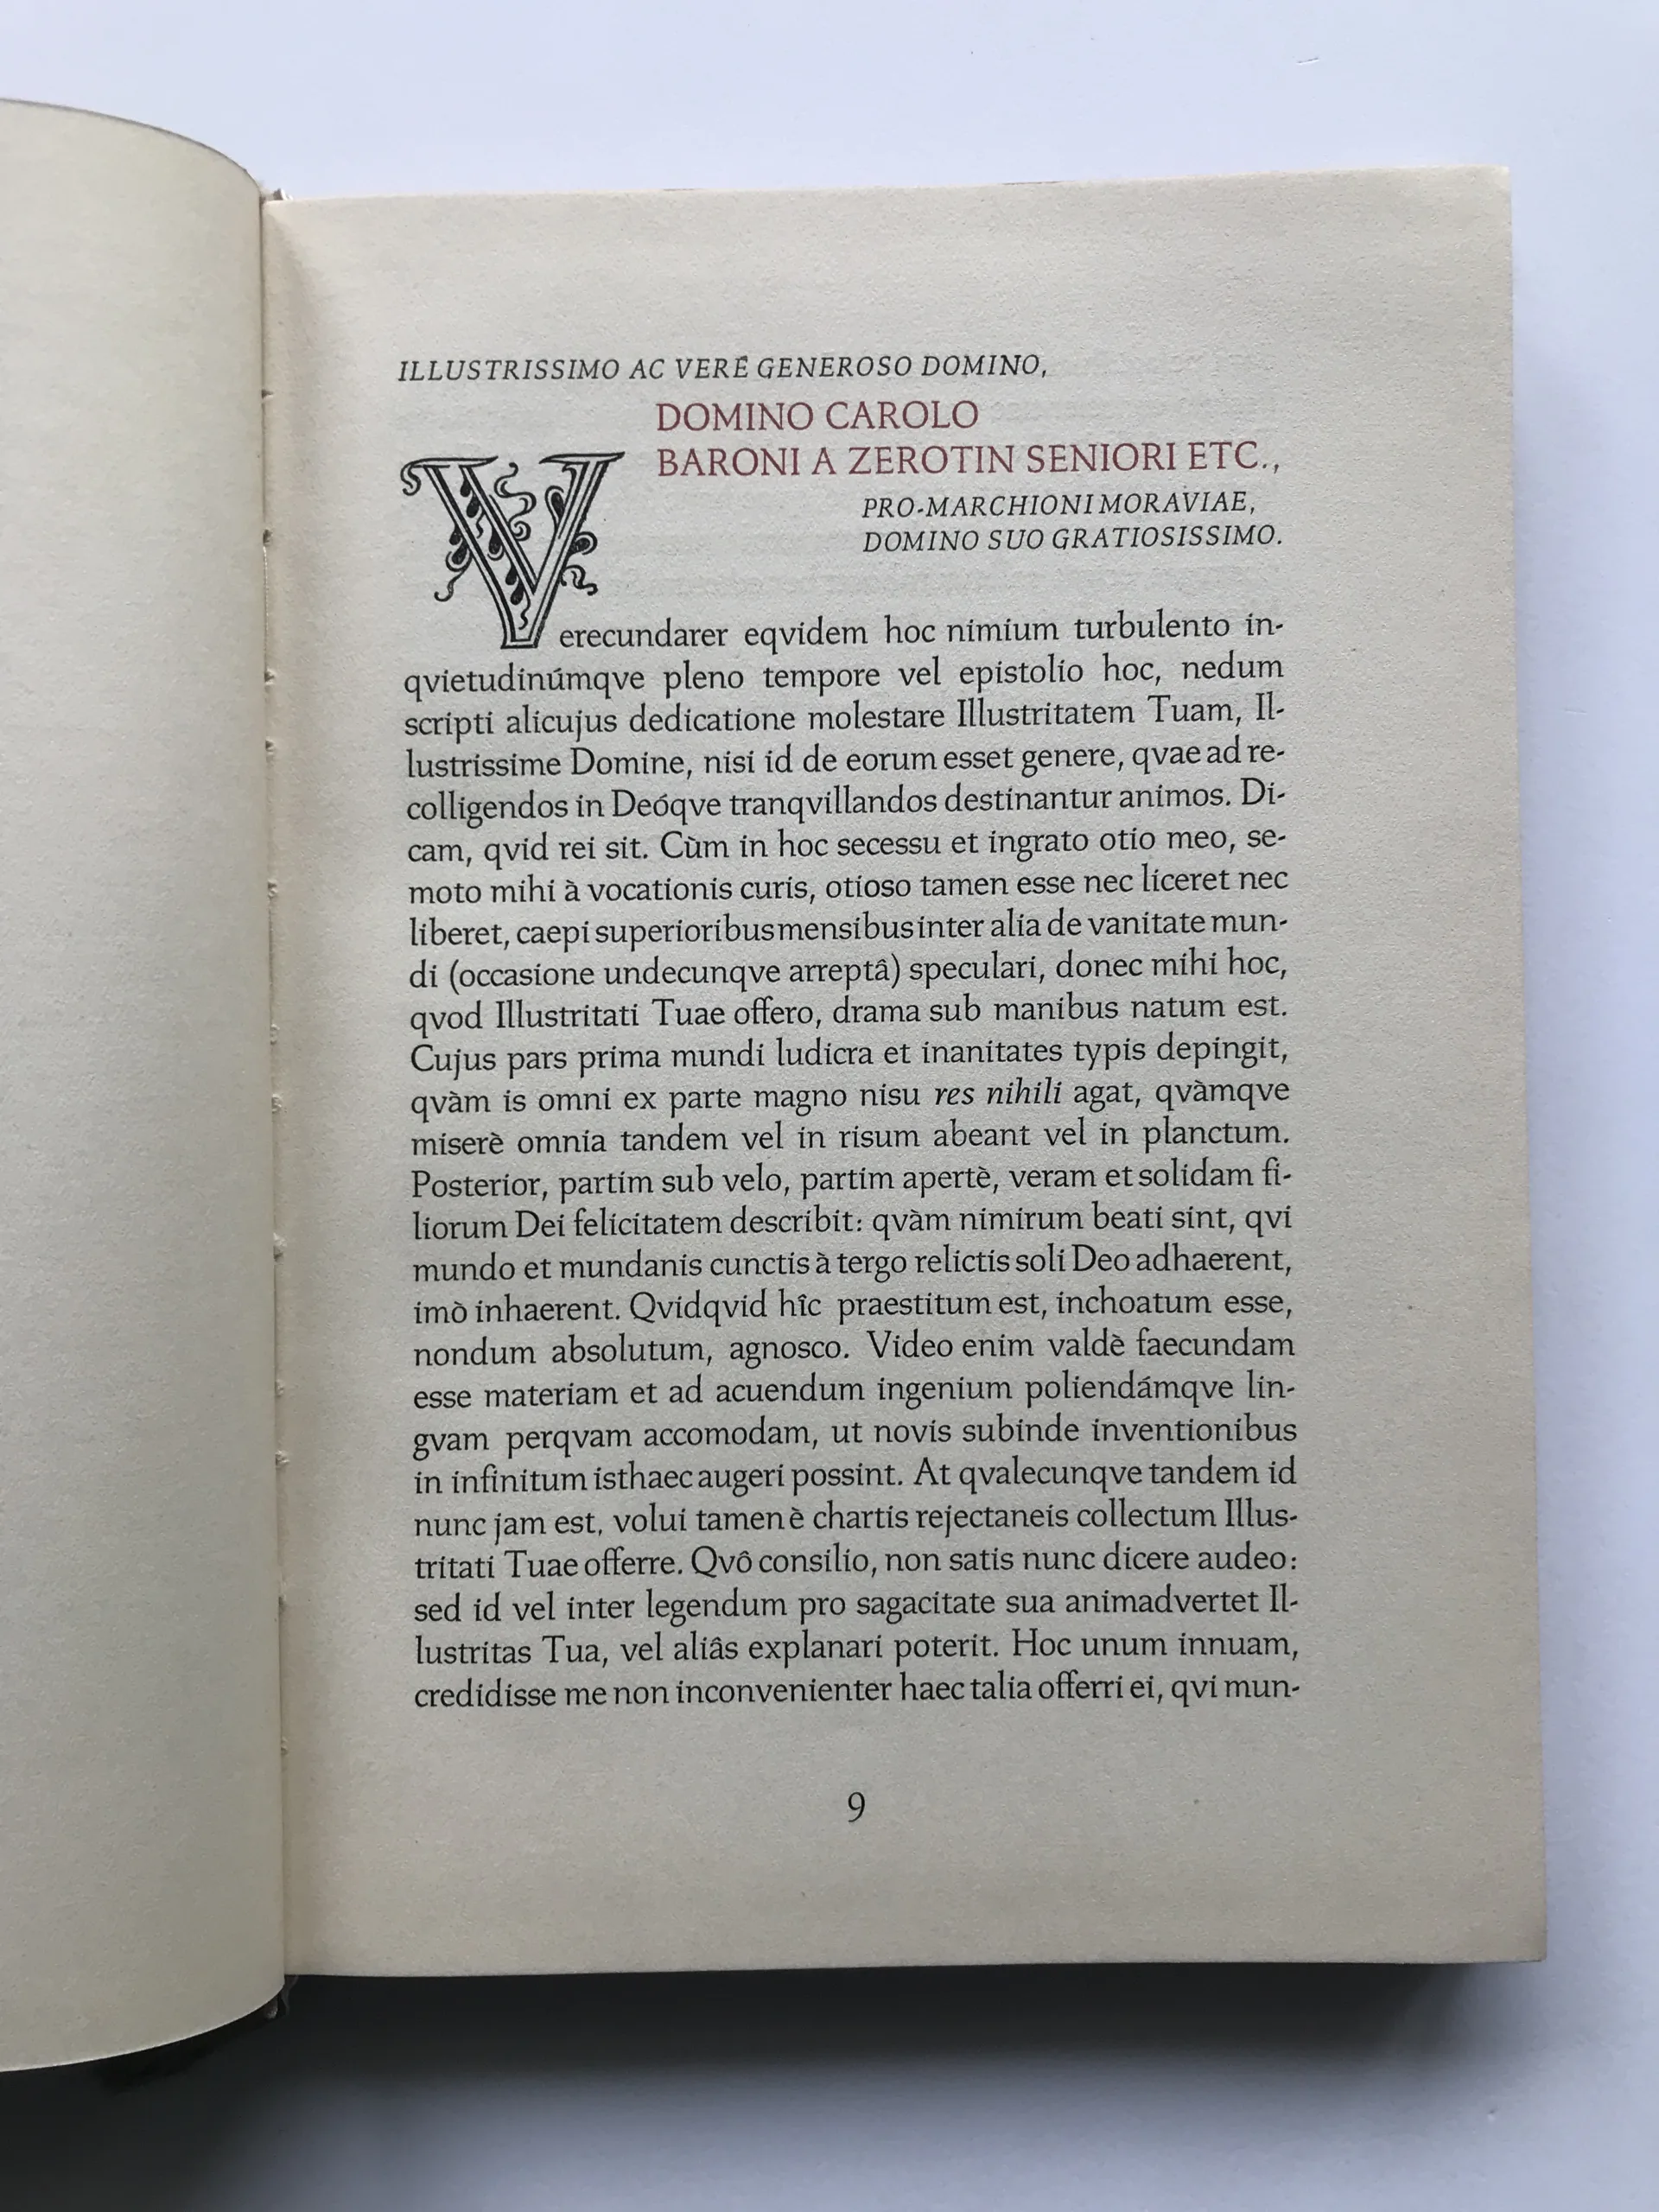 ILLUSTRISSIMO AC VERÈ GENEROSO DOMINO,
DOMINO CAROLO
BARONI A ZEROTIN SENIORI ETC.,
PRO-MARCHIONI MORAVIAE,
DOMINO SUO GRATIOSISSIMO.
Verecundarer eqvidem hoc nimium turbulento in-
qvietudinúmqve pleno tempore vel epistolio hoc, nedum
scripti alicujus dedicatione molestare Illustritatem Tuam, Il-
lustrissime Domine, nisi id de eorum esset genere, qvae ad re-
colligendos in Deóqve tranqvillandos destinantur animos. Di-
cam, qvid rei sit. Cùm in hoc secessu et ingrato otio meo, se-
moto mihi à vocationis curis, otioso tamen esse nec liceret nec
liberet, caepi superioribus mensibus inter alia de vanitate mun-
di (occasione undecunqve arreptâ) speculari, donec mihi hoc,
qvod Illustritati Tuae offero, drama sub manibus natum est.
Cujus pars prima mundi ludicra et inanitates typis depingit,
qvàm is omni ex parte magno nisu res nihili agat, qvàmqve
miserè omnia tandem vel in risum abeant vel in planctum.
Posterior, partim sub velo, partim apertè, veram et solidam fi-
liorum Dei felicitatem describit: qvàm nimirum beati sint, qvi
mundo et mundanis cunctis à tergo relictis soli Deo adhaerent,
imò inhaerent. Qvidqvid hîc praestitum est, inchoatum esse,
nondum absolutum, agnosco. Video enim valdè faecundam
esse materiam et ad acuendum ingenium poliendámqve lin-
gvam perqvam accomodam, ut novis subinde inventionibus
in infinitum isthaec augeri possint. At qvalecunqve tandem id
nunc jam est, volui tamen è chartis rejectaneis collectum Illus-
tritati Tuae offerre. Qvô consilio, non satis nunc dicere audeo:
sed id vel inter legendum pro sagacitate sua animadvertet Il-
lustritas Tua, vel aliâs explanari poterit. Hoc unum innuam,
credidisse me non inconvenienter haec talia offerri ei, qvi mun-
9